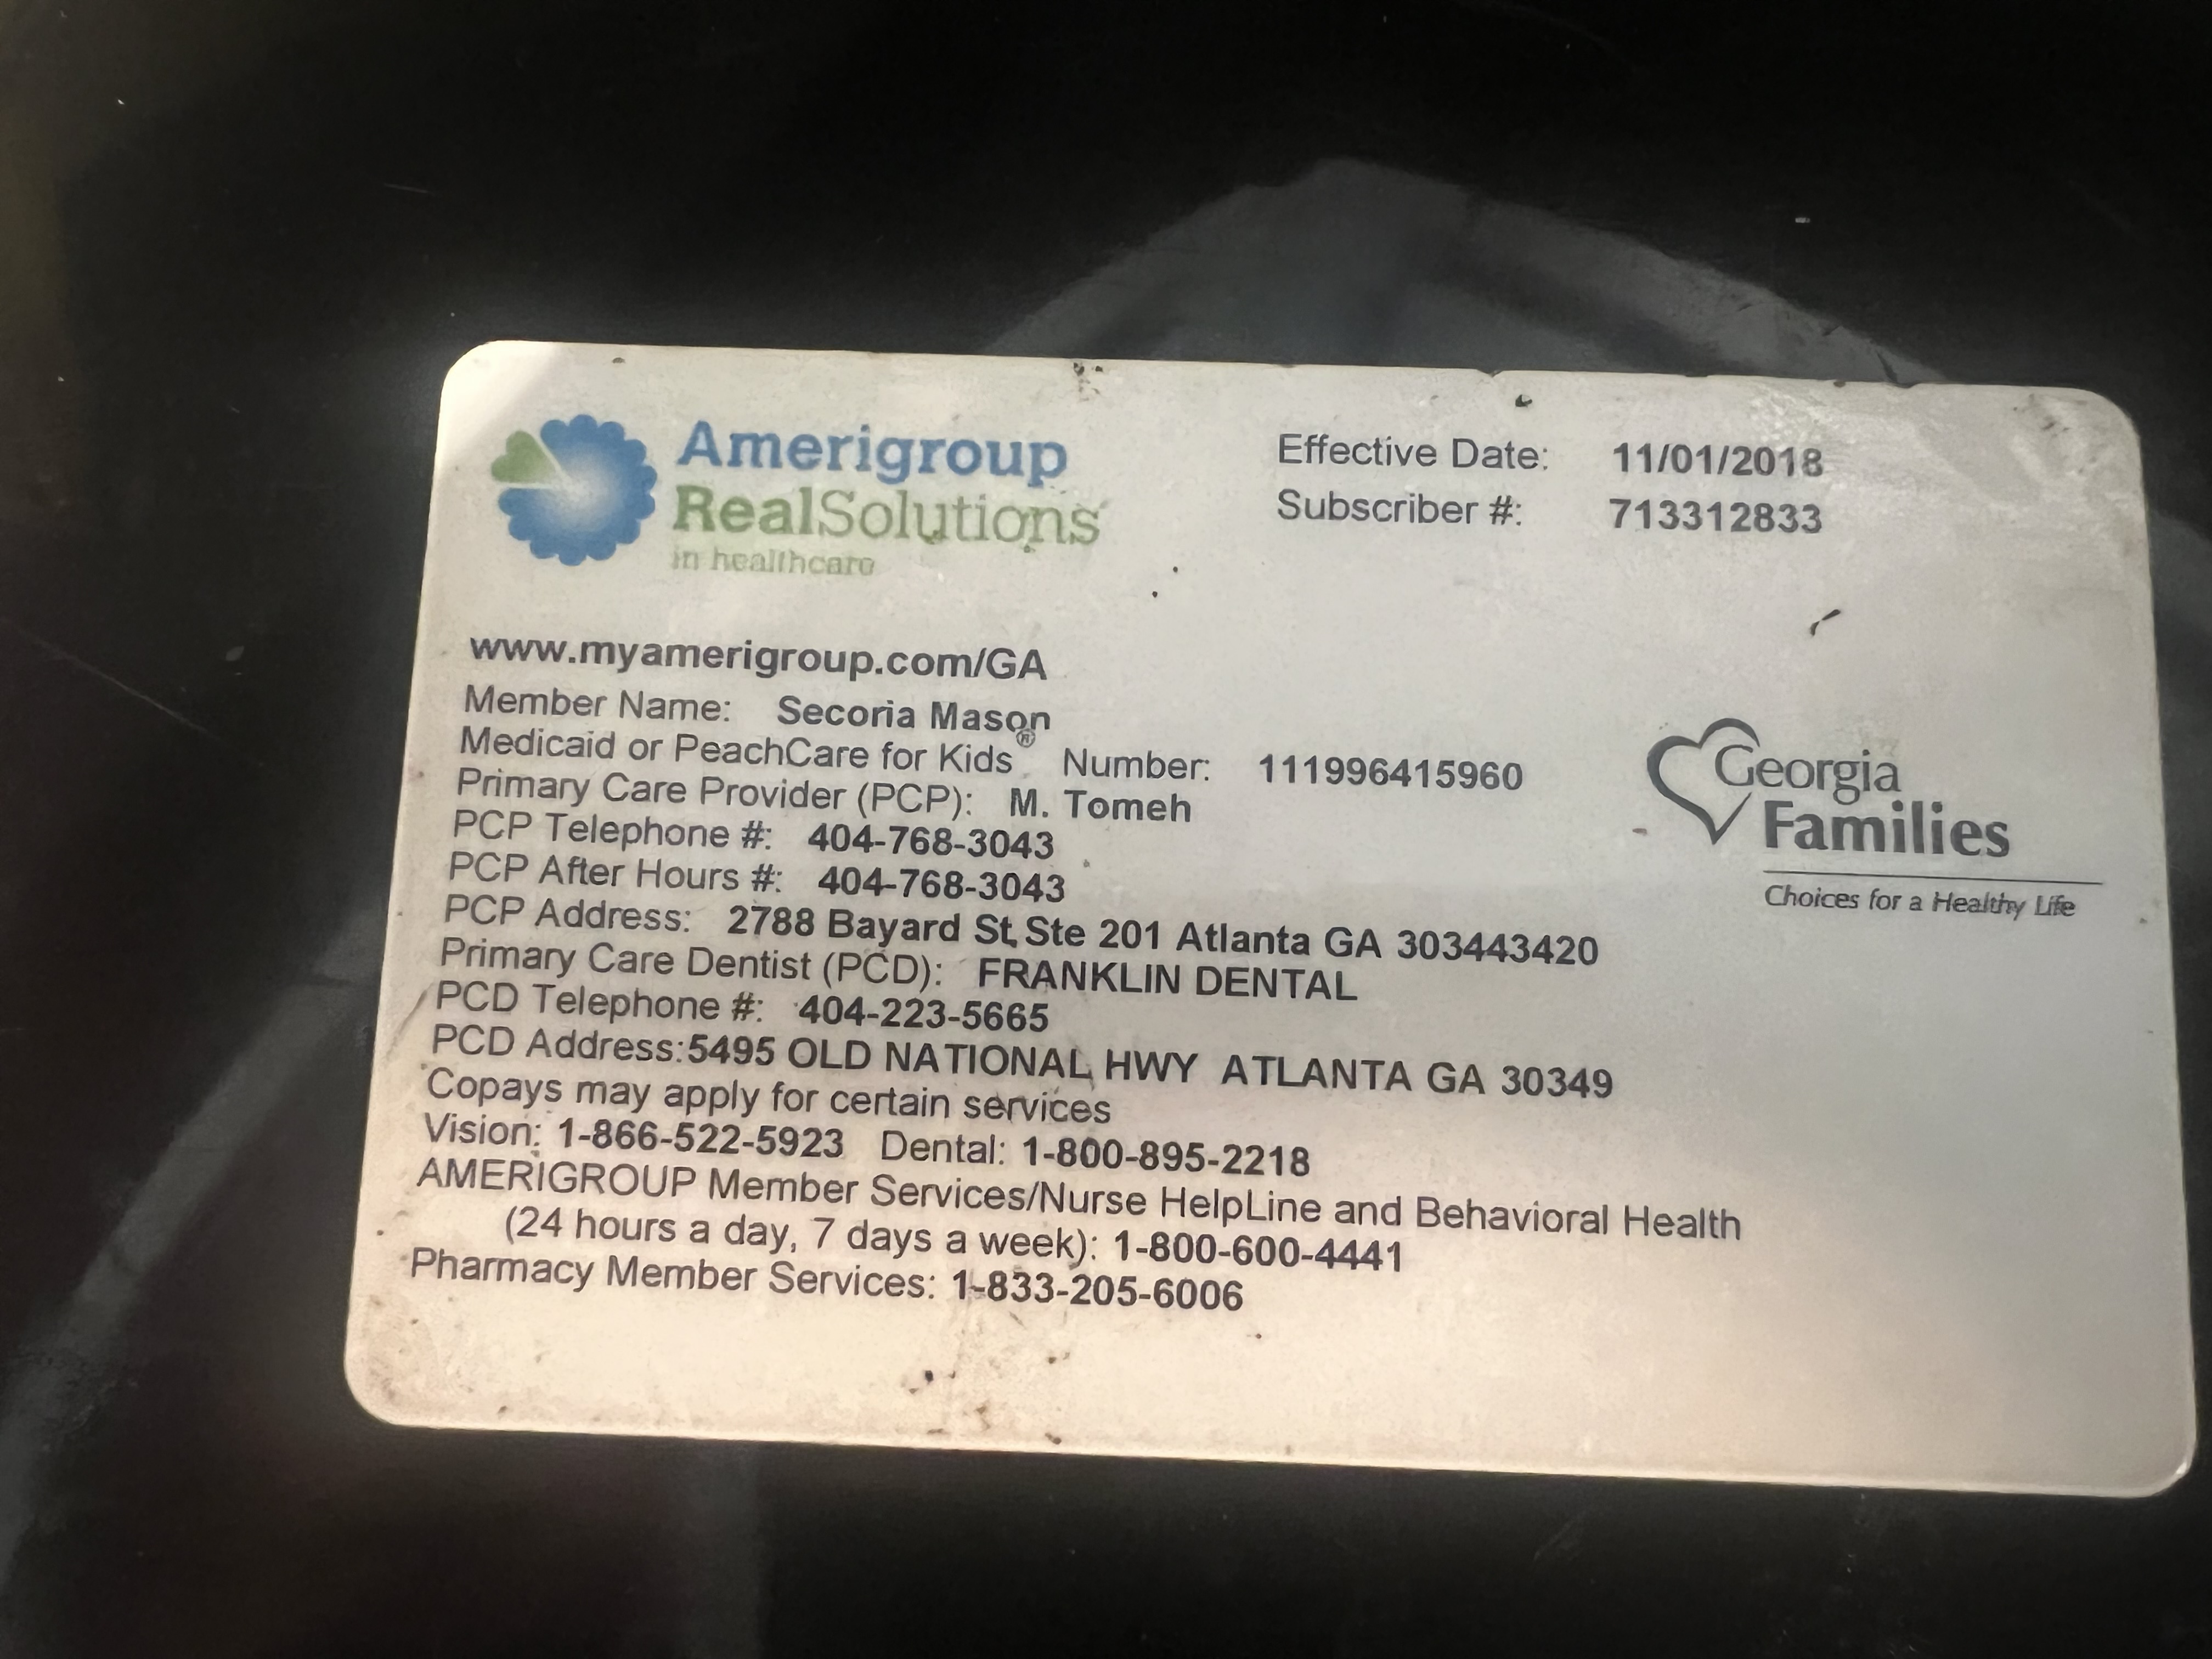 Amerigroup
RealSolutions
in healthcare
Effective Date: 11/01/2018
Subscriber #: 713312833
www.myamerigroup.com/GA
Member Name: Secoria Mason
Medicaid or PeachCare for Kids® Number: 111996415960
Primary Care Provider (PCP): M. Tomeh
PCP Telephone #: 404-768-3043
PCP After Hours #: 404-768-3043
PCP Address: 2788 Bayard St Ste 201 Atlanta GA 303443420
Primary Care Dentist (PCD): FRANKLIN DENTAL
PCD Telephone #: 404-223-5665
PCD Address:5495 OLD NATIONAL HWY ATLANTA GA 30349
Copays may apply for certain services
Vision: 1-866-522-5923 Dental: 1-800-895-2218
AMERIGROUP Member Services/Nurse HelpLine and Behavioral Health
(24 hours a day, 7 days a week): 1-800-600-4441
Pharmacy Member Services: 1-833-205-6006
Georgia
Families
Choices for a Healthy Life